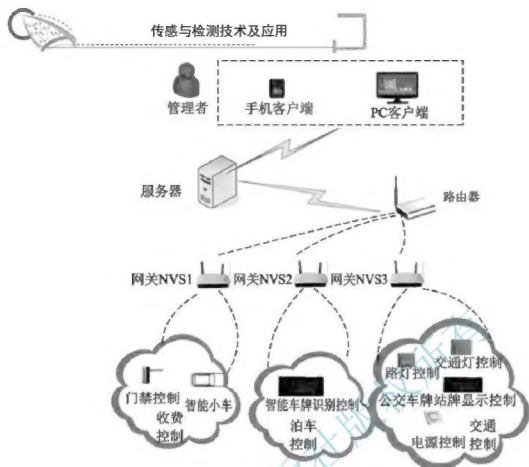 传感与检测技术及应用
管理者
手机客户端
PC客户端
服务器
路由器
网关NVS1
网关NVS2
网关NVS3
门禁控制
收费
控制
智能小车
智能车牌识别控制
泊车
控制
路灯控制
交通灯控制
公交车牌站牌显示控制
电源控制
交通
控制
社版权所有